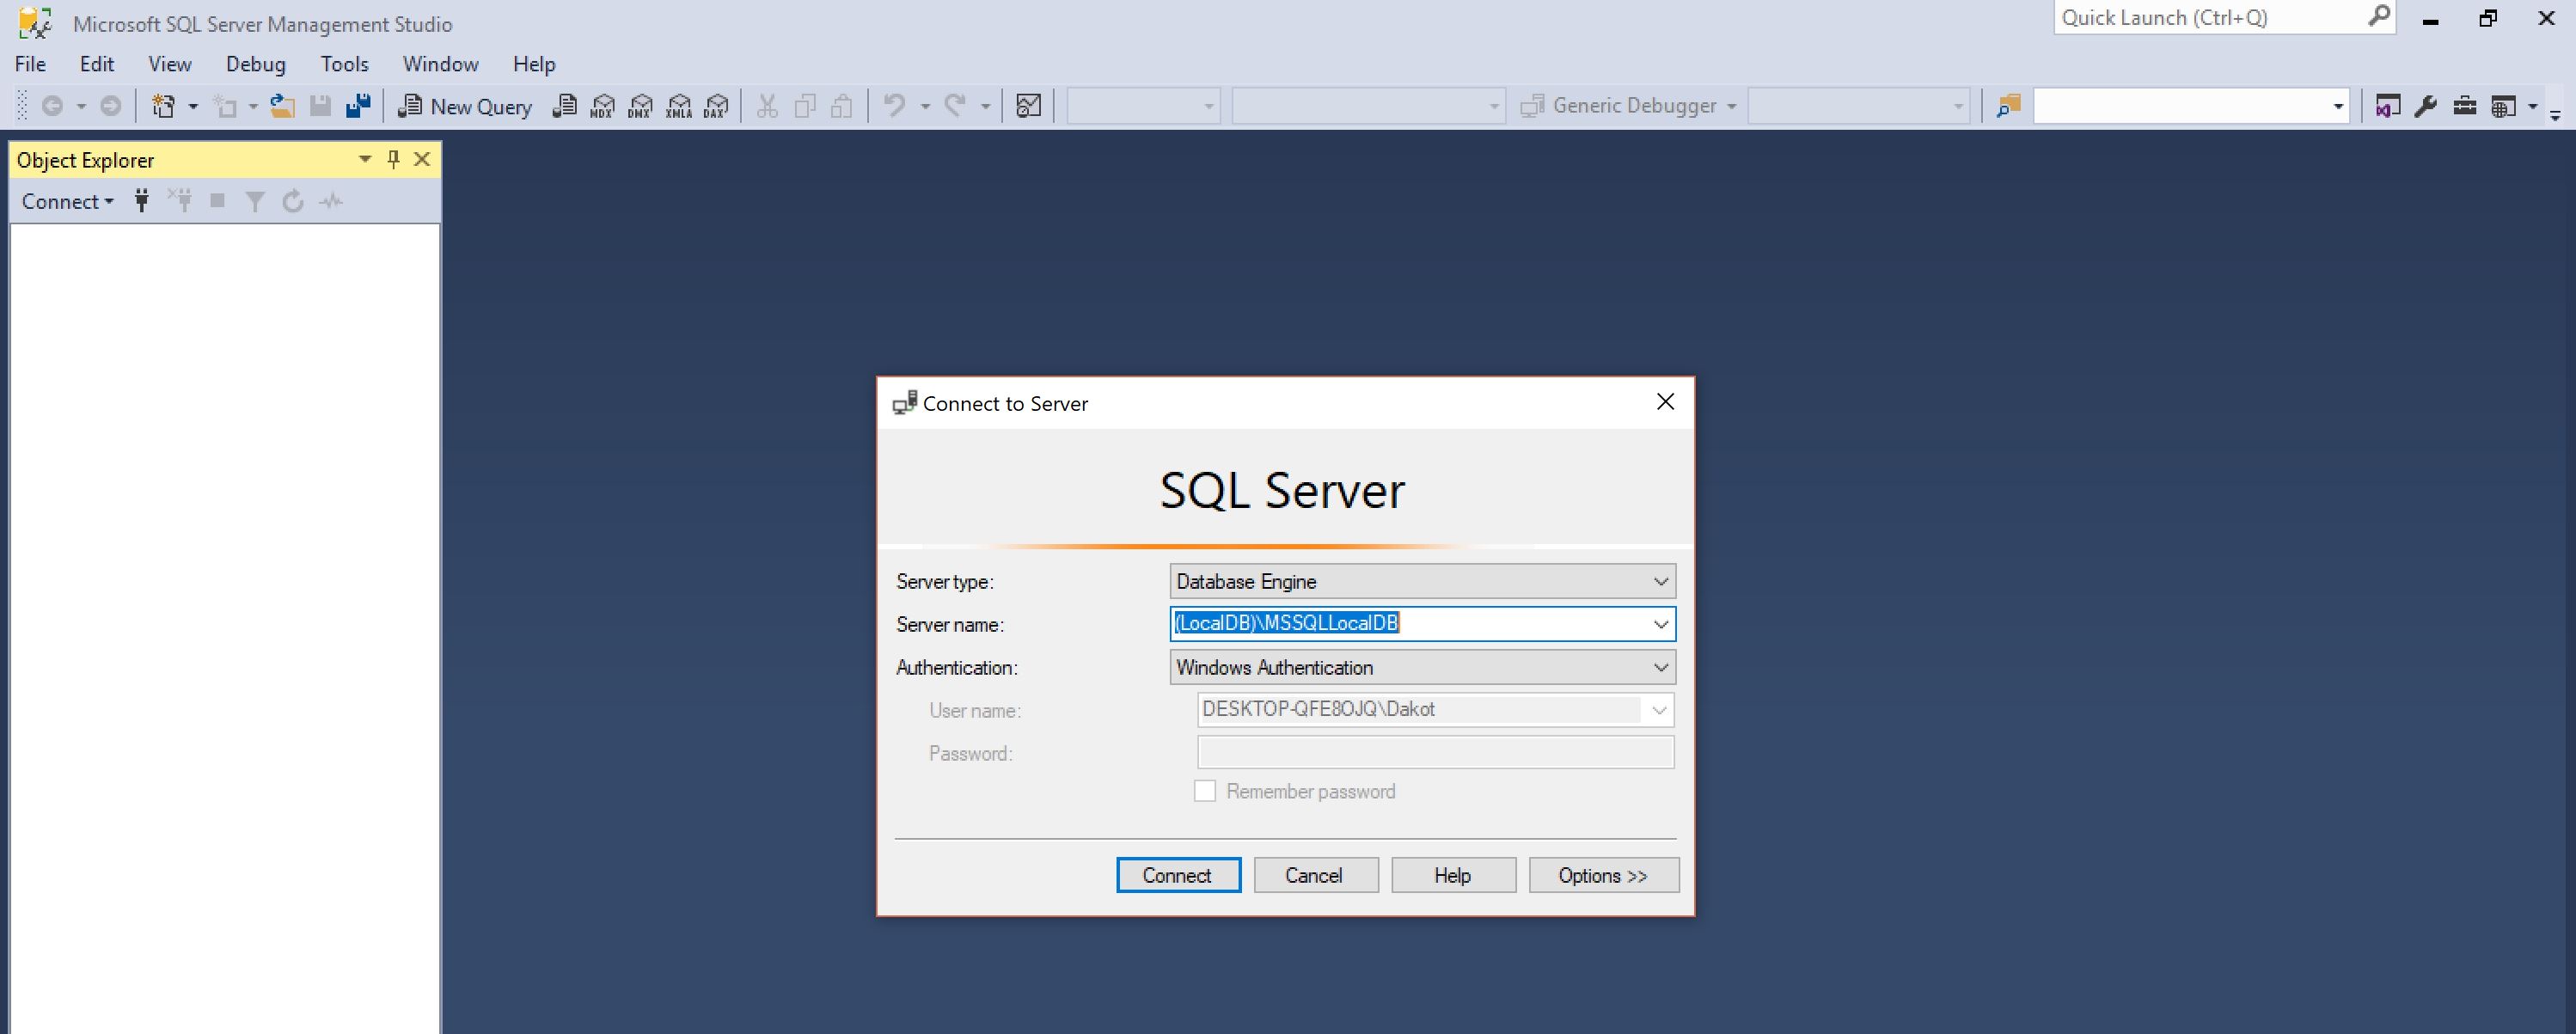 Microsoft SQL Server Management Studio
Quick Launch (Ctrl+Q)
File Edit View Debug Tools Window Help
New Query MDX DMX XMLA DAX Generic Debugger
Object Explorer
Connect
Connect to Server
SQL Server
Server type: Database Engine
Server name: (LocalDB)\MSSQLLocalDB
Authentication: Windows Authentication
User name: DESKTOP-QFE8OJQ\Dakot
Password:
Remember password
Connect Cancel Help Options >>